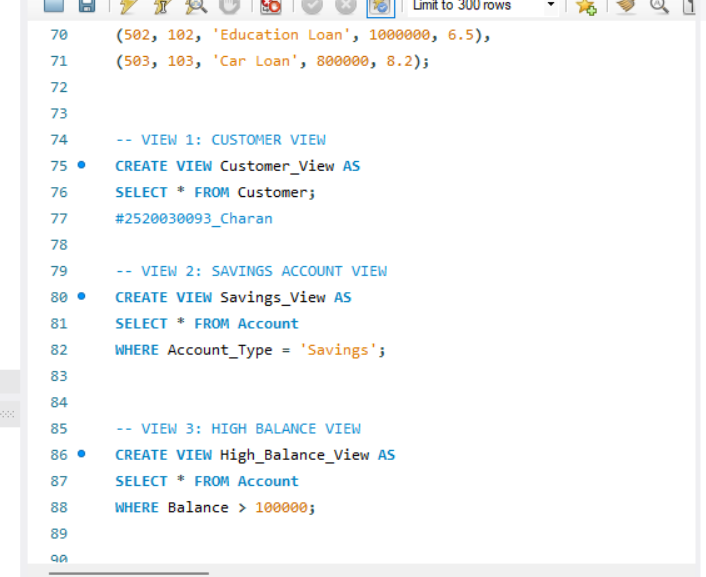 Limit to 300 rows
70 (502, 102, 'Education Loan', 1000000, 6.5),
71 (503, 103, 'Car Loan', 800000, 8.2);
72
73
74 -- VIEW 1: CUSTOMER VIEW
75 CREATE VIEW Customer_View AS
76 SELECT * FROM Customer;
77 #2520030093_Charan
78
79 -- VIEW 2: SAVINGS ACCOUNT VIEW
80 CREATE VIEW Savings_View AS
81 SELECT * FROM Account
82 WHERE Account_Type = 'Savings';
83
84
85 -- VIEW 3: HIGH BALANCE VIEW
86 CREATE VIEW High_Balance_View AS
87 SELECT * FROM Account
88 WHERE Balance > 100000;
89
90